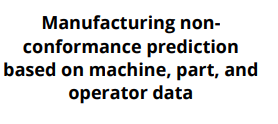 Manufacturing non-
conformance prediction
based on machine, part, and
operator data